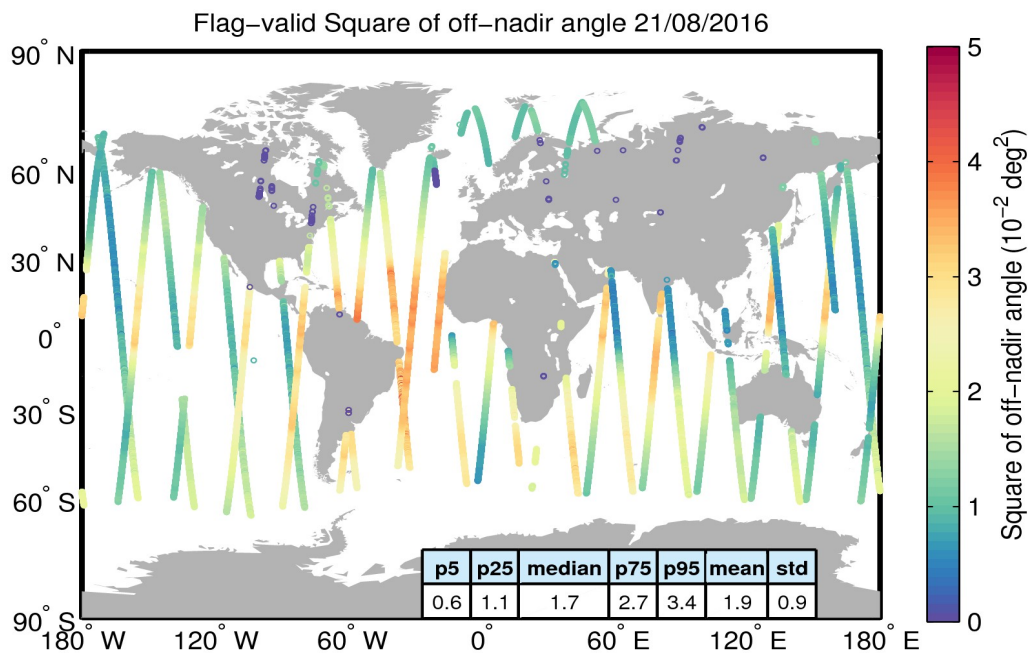 Flag−valid Square of off−nadir angle 21/08/2016
90° N
60° N
30° N
0°
30° S
60° S
90° S
180° W
120° W
60° W
0°
60° E
120° E
180° E
p5 p25 median p75 p95 mean std
0.6 1.1 1.7 2.7 3.4 1.9 0.9
5
4
3
2
1
0
Square of off−nadir angle (10⁻² deg²)